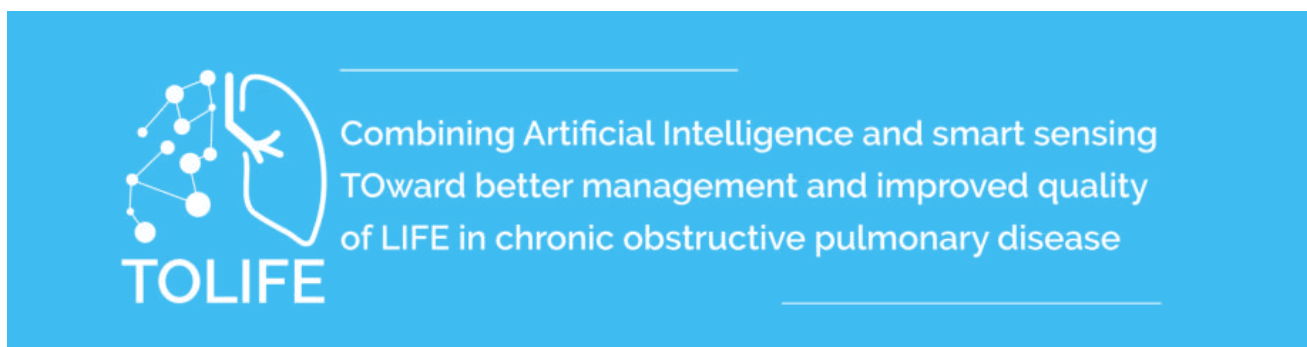 TOLIFE
Combining Artificial Intelligence and smart sensing
TOward better management and improved quality
of LIFE in chronic obstructive pulmonary disease